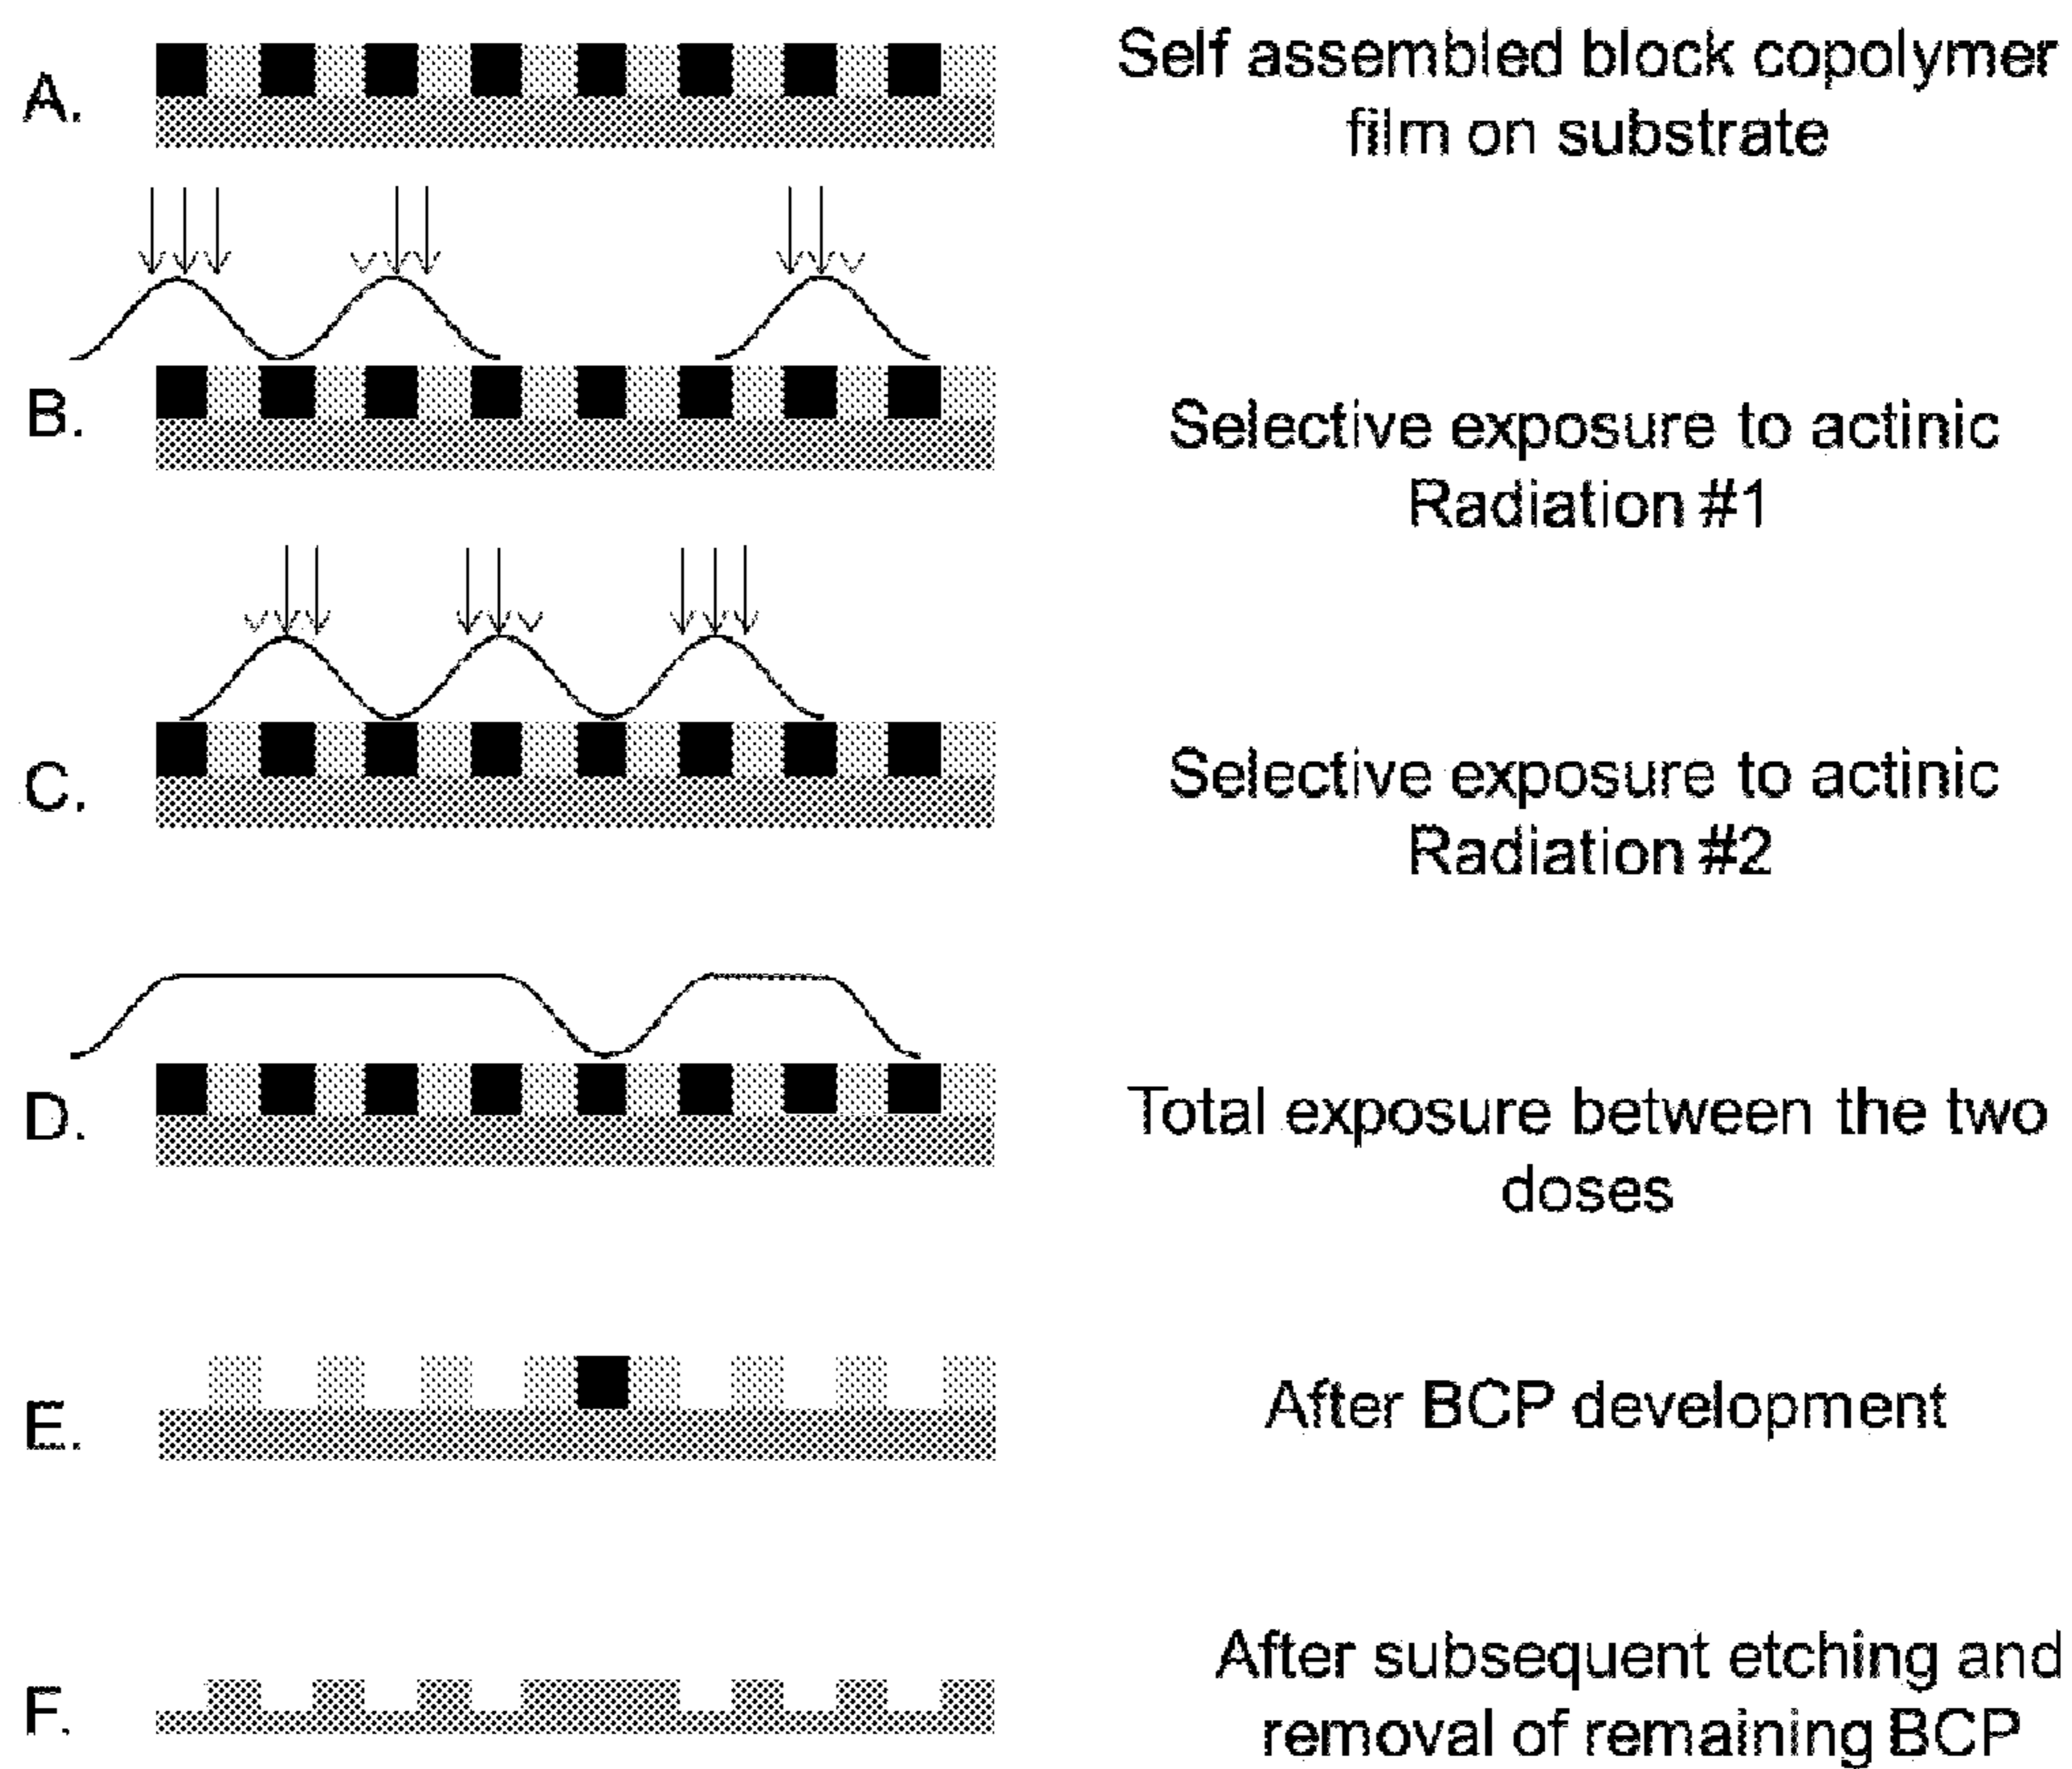 A.
Self assembled block copolymer
film on substrate
B.
Selective exposure to actinic
Radiation #1
C.
Selective exposure to actinic
Radiation #2
D.
Total exposure between the two
doses
E.
After BCP development
F.
After subsequent etching and
removal of remaining BCP